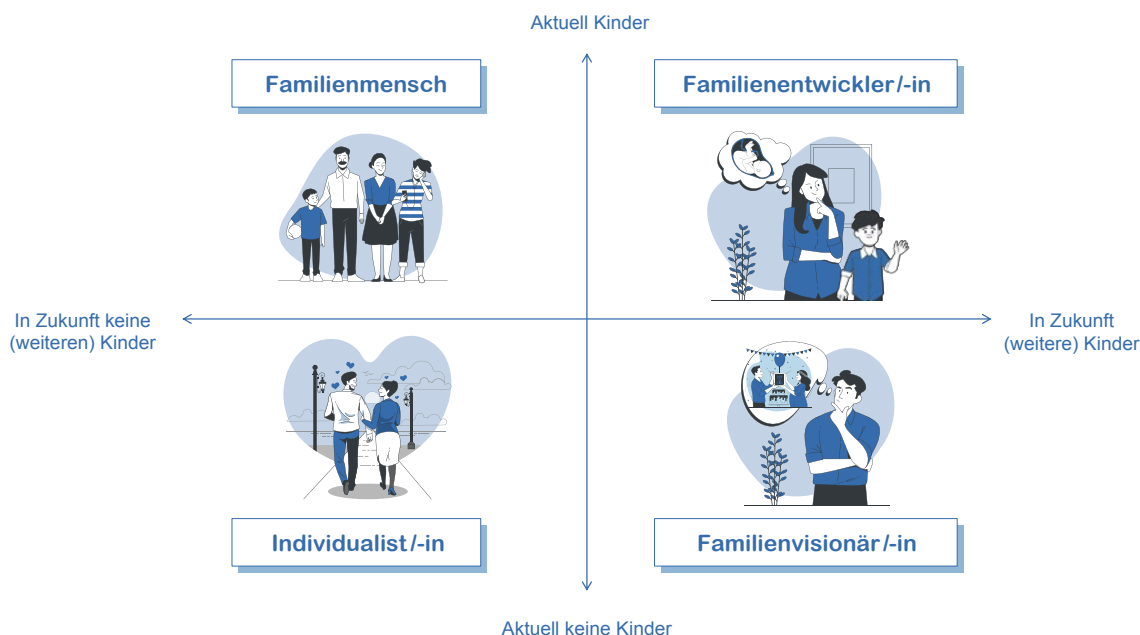 Aktuell Kinder
Familienmensch
Familienentwickler/-in
In Zukunft keine
(weiteren) Kinder
In Zukunft
(weitere) Kinder
Individualist/-in
Familienvisionär/-in
Aktuell keine Kinder